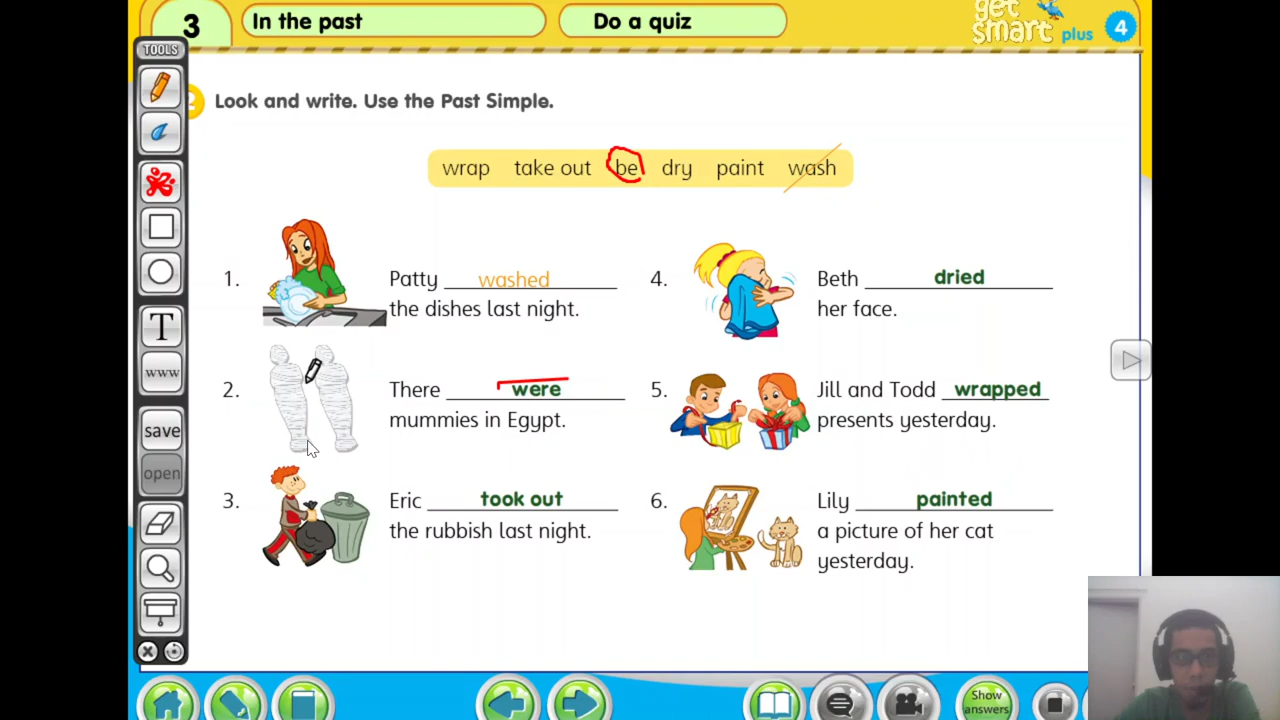 3
In the past
Do a quiz
get
smart plus 4
TOOLS
2 Look and write. Use the Past Simple.
wrap take out be dry paint wash
1. Patty washed
the dishes last night.
2. There were
mummies in Egypt.
3. Eric took out
the rubbish last night.
4. Beth dried
her face.
5. Jill and Todd wrapped
presents yesterday.
6. Lily painted
a picture of her cat
yesterday.
T
www
save
open
Show
answers